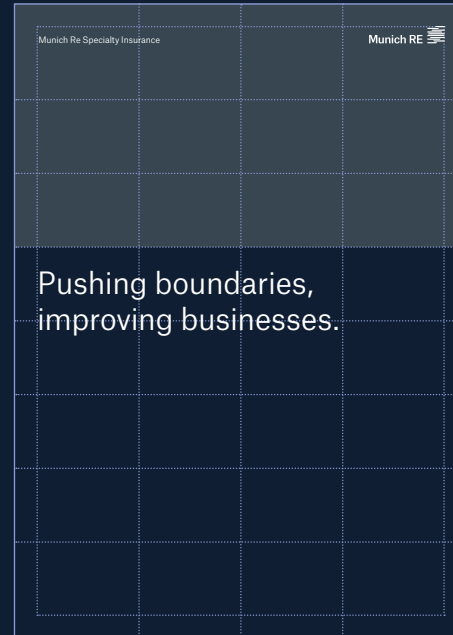 Munich Re Specialty Insurance
Munich RE
Pushing boundaries,
improving businesses.